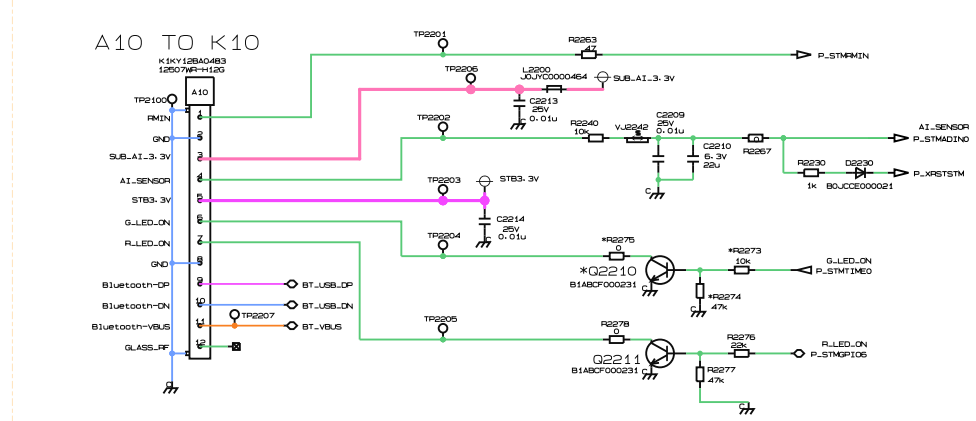 A10 TO K10
K1KY12BA0483
12507WR-H12G
A10
TP2100
RMIN
1
GND
2
SUB_AI_3.3V
3
AI_SENSOR
4
STB3.3V
5
G_LED_ON
6
R_LED_ON
7
GND
8
Bluetooth-DP
9
BT_USB_DP
Bluetooth-DN
10
BT_USB_DN
TP2207
Bluetooth-VBUS
11
BT_VBUS
GLASS_RF
12
TP2201
R2263
47
P_STMRMIN
TP2206
L2200
J0JYC0000464
SUB_AI_3.3V
C2213
25V
0.01u
TP2202
R2240
10k
VJ2242
C2209
25V
0.01u
C2210
6.3V
22u
0
R2267
AI_SENSOR
P_STMADIN0
R2230
1k
D2230
B0JCCE000021
P_XRSTSTM
C
TP2203
STB3.3V
C2214
25V
0.01u
TP2204
*R2275
0
*Q2210
B1ABCF000231
C
*R2273
10k
G_LED_ON
P_STMTIME0
*R2274
47k
TP2205
R2278
0
Q2211
B1ABCF000231
C
R2276
22k
R_LED_ON
P_STMGPIO6
R2277
47k
C